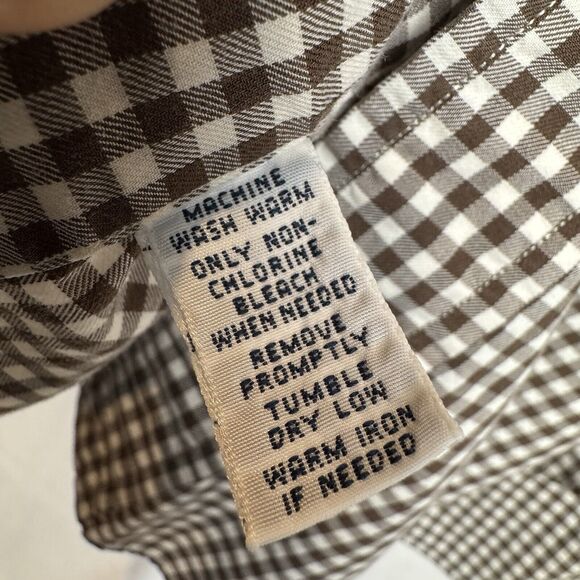 MACHINE
WASH WARM
ONLY NON-
CHLORINE
BLEACH
WHEN NEEDED
REMOVE
PROMPTLY
TUMBLE
DRY LOW
WARM IRON
IF NEEDED